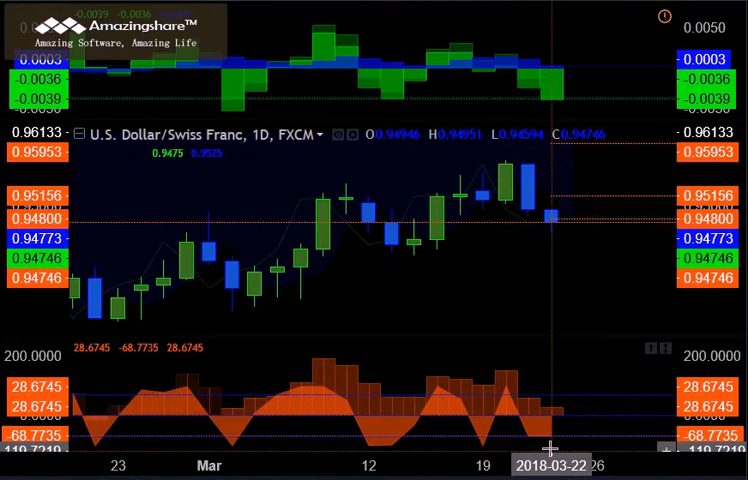 -0.0039 -0.0036
Amazingshare™
Amazing Software, Amazing Life
0.0050
0.0003 0.0003
-0.0036 -0.0036
-0.0039 -0.0039
0.96133 U.S. Dollar/Swiss Franc, 1D, FXCM O0.94946 H0.94951 L0.94594 C0.94746 0.96133
0.95953 0.9475 0.9525 0.95953
0.95156 0.95156
0.94800 0.94800
0.94773 0.94773
0.94746 0.94746
0.94746 0.94746
28.6745 -68.7735 28.6745
200.0000 200.0000
28.6745 28.6745
28.6745 28.6745
-68.7735 -68.7735
23 Mar 12 19 2018-03-22 26